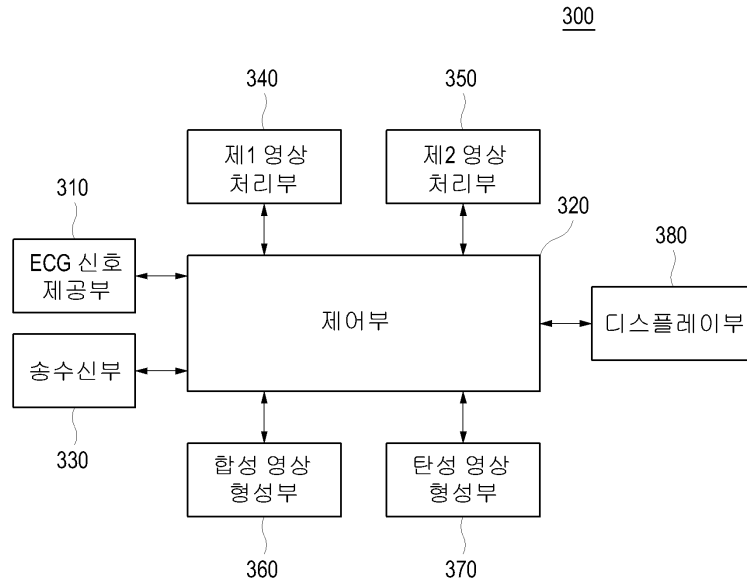 300
340
350
제1 영상
처리부
제2 영상
처리부
310
320
380
ECG 신호
제공부
제어부
디스플레이부
송수신부
330
합성 영상
형성부
탄성 영상
형성부
360
370